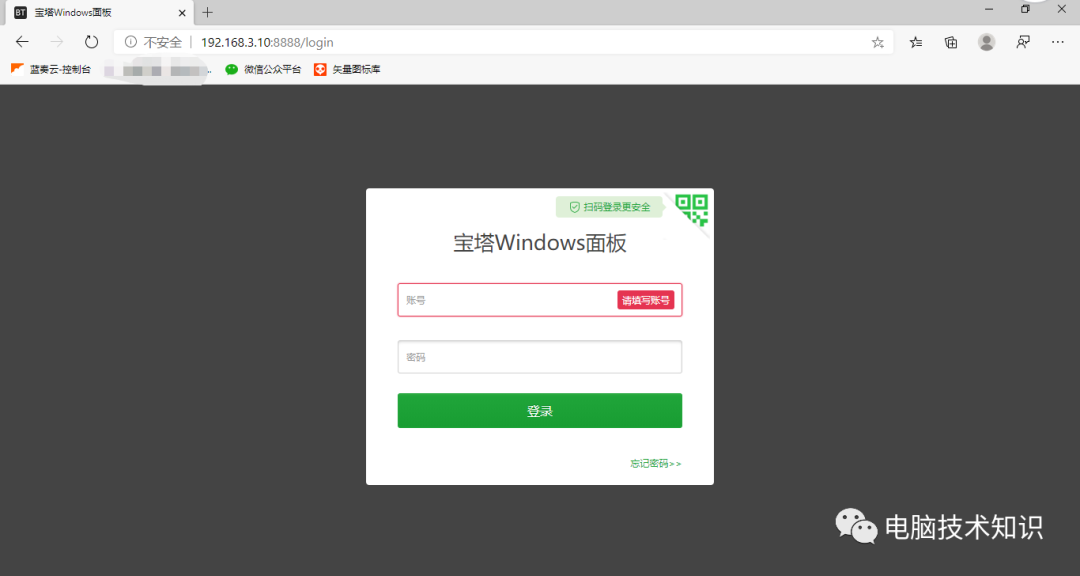 BT 宝塔Windows面板
不安全 | 192.168.3.10:8888/login
蓝奏云-控制台 微信公众平台 矢量图标库
扫码登录更安全
宝塔Windows面板
账号 请填写账号
密码
登录
忘记密码>>
电脑技术知识